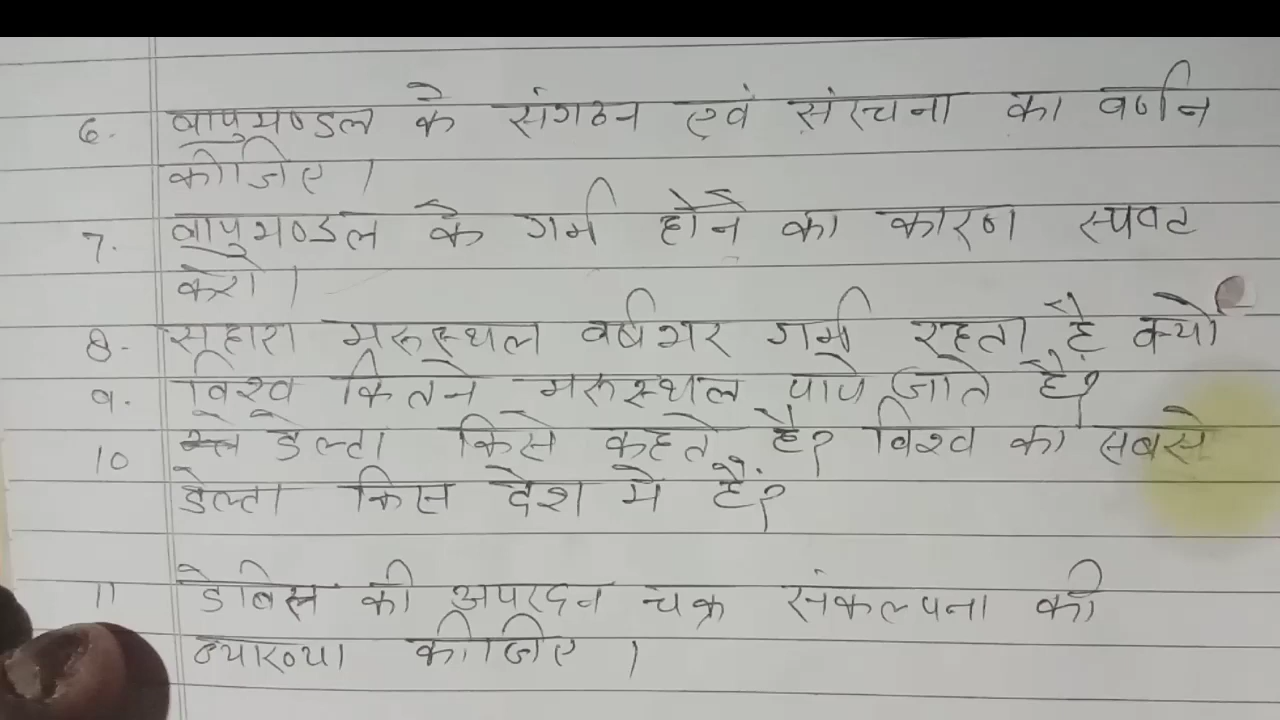 6. वायुमण्डल के संगठन एवं संरचना का वर्णन
कीजिए।
7. वायुमण्डल के गर्म होने का कारण स्पष्ट
करो।
8- सहारा मरुस्थल वर्षभर गर्म रहता है क्यों
9. विश्व कितने मरुस्थल पाये जाते है?
10 डेल्टा किसे कहते है? विश्व का सबसे
डेल्टा किस देश मे हैं?
11 डेविस की अपरदन चक्र संकल्पना की
व्याख्या कीजिए।